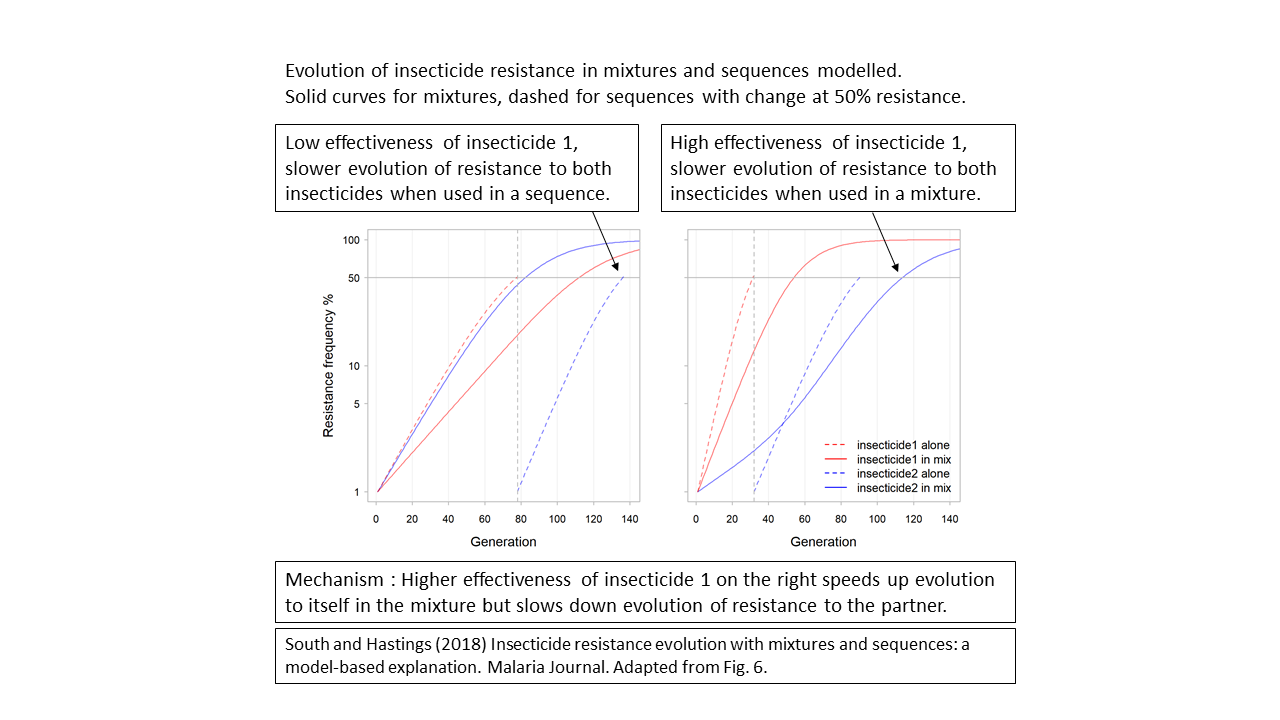 Evolution of insecticide resistance in mixtures and sequences modelled.
Solid curves for mixtures, dashed for sequences with change at 50% resistance.
Low effectiveness of insecticide 1,
slower evolution of resistance to both
insecticides when used in a sequence.
High effectiveness of insecticide 1,
slower evolution of resistance to both
insecticides when used in a mixture.
100
50
10
5
1
Resistance frequency %
0 20 40 60 80 100 120 140
Generation
insecticide1 alone
insecticide1 in mix
insecticide2 alone
insecticide2 in mix
0 20 40 60 80 100 120 140
Generation
Mechanism : Higher effectiveness of insecticide 1 on the right speeds up evolution
to itself in the mixture but slows down evolution of resistance to the partner.
South and Hastings (2018) Insecticide resistance evolution with mixtures and sequences: a
model-based explanation. Malaria Journal. Adapted from Fig. 6.